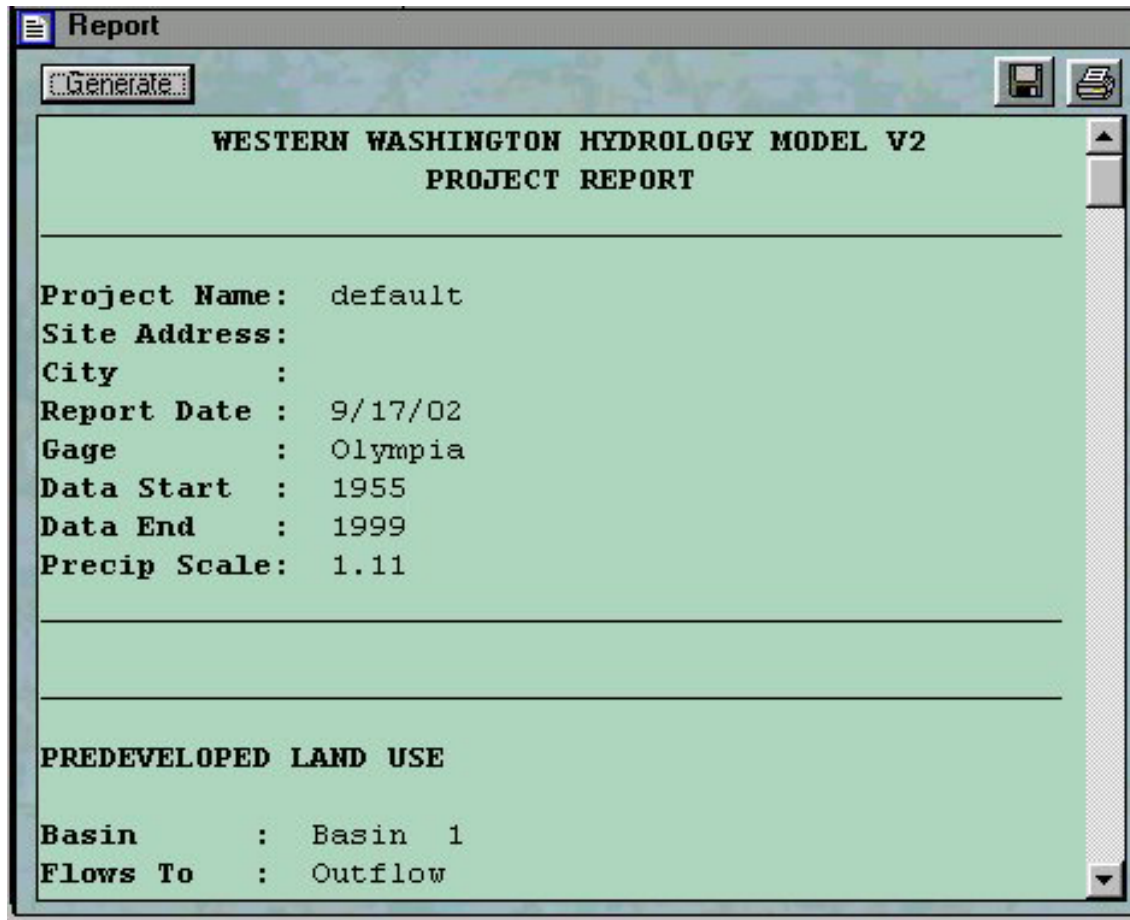 Report
Generate
WESTERN WASHINGTON HYDROLOGY MODEL V2
PROJECT REPORT
Project Name: default
Site Address:
City :
Report Date : 9/17/02
Gage : Olympia
Data Start : 1955
Data End : 1999
Precip Scale: 1.11
PREDEVELOPED LAND USE
Basin : Basin 1
Flows To : Outflow